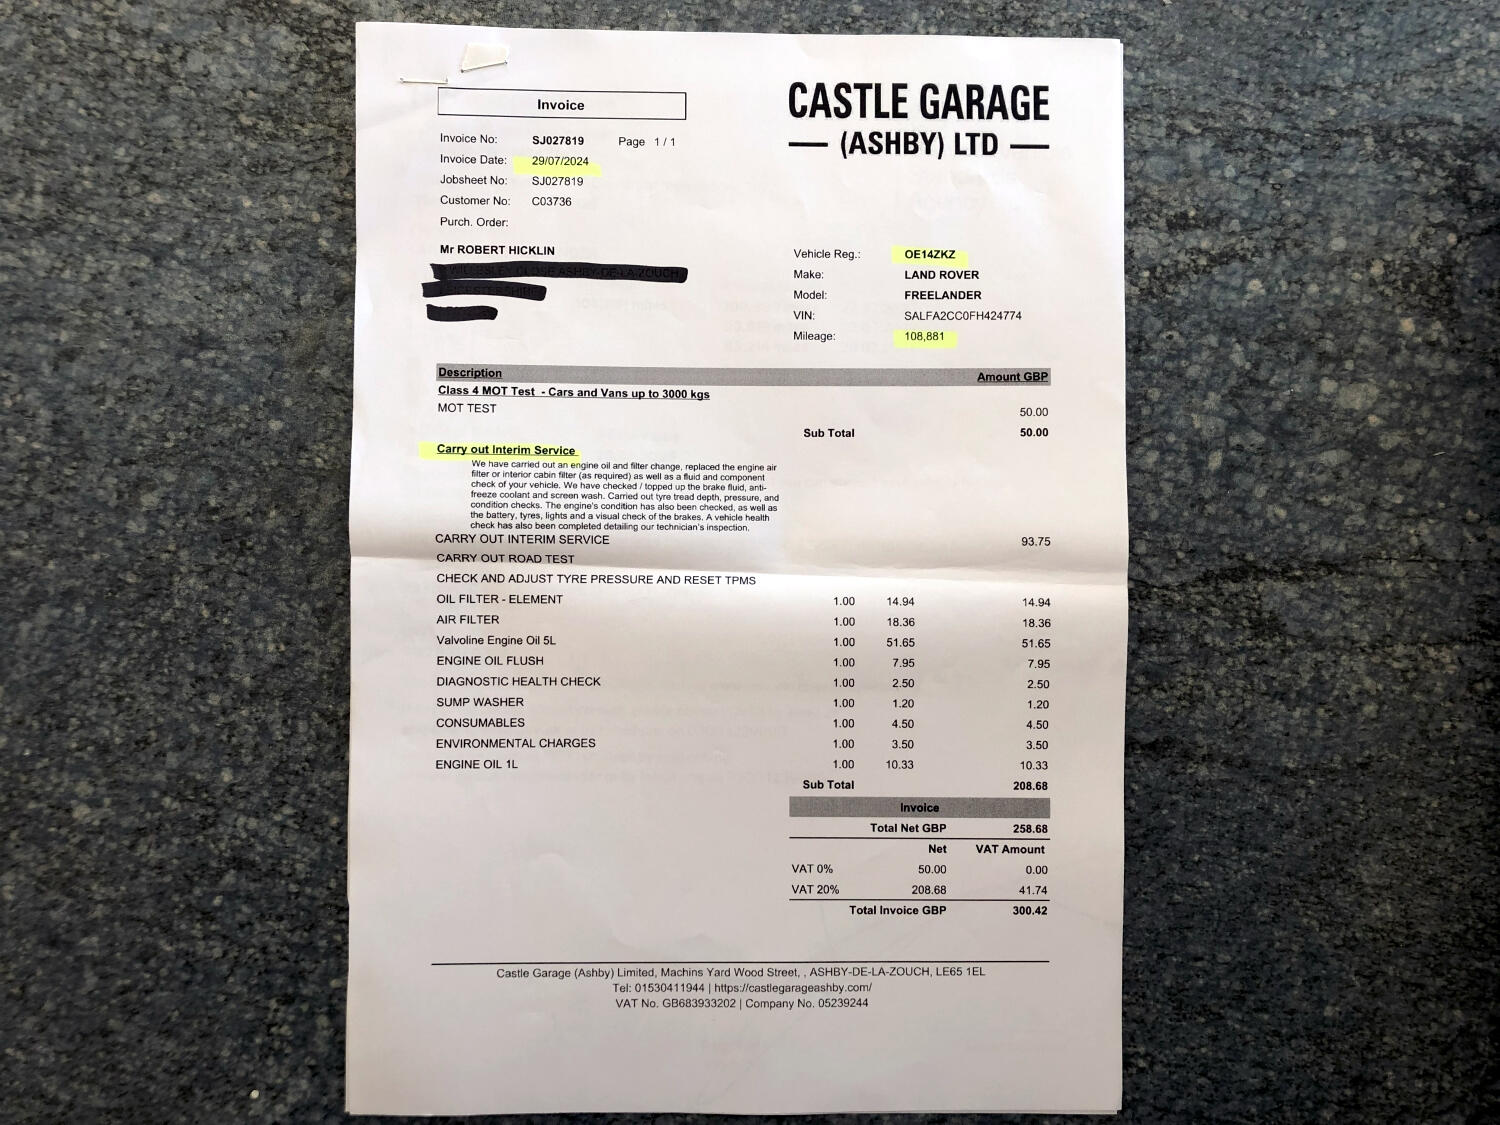 Invoice
CASTLE GARAGE
(ASHBY) LTD
Invoice No: SJ027819 Page 1 / 1
Invoice Date: 29/07/2024
Jobsheet No: SJ027819
Customer No: C03736
Purch. Order:
Mr ROBERT HICKLIN
Vehicle Reg.: OE14ZKZ
Make: LAND ROVER
Model: FREELANDER
VIN: SALFA2CC0FH424774
Mileage: 108,881
Description Amount GBP
Class 4 MOT Test - Cars and Vans up to 3000 kgs
MOT TEST 50.00
Sub Total 50.00
Carry out Interim Service
We have carried out an engine oil and filter change, replaced the engine air
filter or interior cabin filter (as required) as well as a fluid and component
check of your vehicle. We have checked / topped up the brake fluid, anti-
freeze coolant and screen wash. Carried out tyre tread depth, pressure, and
condition checks. The engine's condition has also been checked, as well as
the battery, tyres, lights and a visual check of the brakes. A vehicle health
check has also been completed detailing our technician's inspection.
CARRY OUT INTERIM SERVICE 93.75
CARRY OUT ROAD TEST
CHECK AND ADJUST TYRE PRESSURE AND RESET TPMS
OIL FILTER - ELEMENT 1.00 14.94 14.94
AIR FILTER 1.00 18.36 18.36
Valvoline Engine Oil 5L 1.00 51.65 51.65
ENGINE OIL FLUSH 1.00 7.95 7.95
DIAGNOSTIC HEALTH CHECK 1.00 2.50 2.50
SUMP WASHER 1.00 1.20 1.20
CONSUMABLES 1.00 4.50 4.50
ENVIRONMENTAL CHARGES 1.00 3.50 3.50
ENGINE OIL 1L 1.00 10.33 10.33
Sub Total 208.68
Invoice
Total Net GBP 258.68
Net VAT Amount
VAT 0% 50.00 0.00
VAT 20% 208.68 41.74
Total Invoice GBP 300.42
Castle Garage (Ashby) Limited, Machins Yard Wood Street, , ASHBY-DE-LA-ZOUCH, LE65 1EL
Tel: 01530411944 | https://castlegarageashby.com/
VAT No. GB683933202 | Company No. 05239244